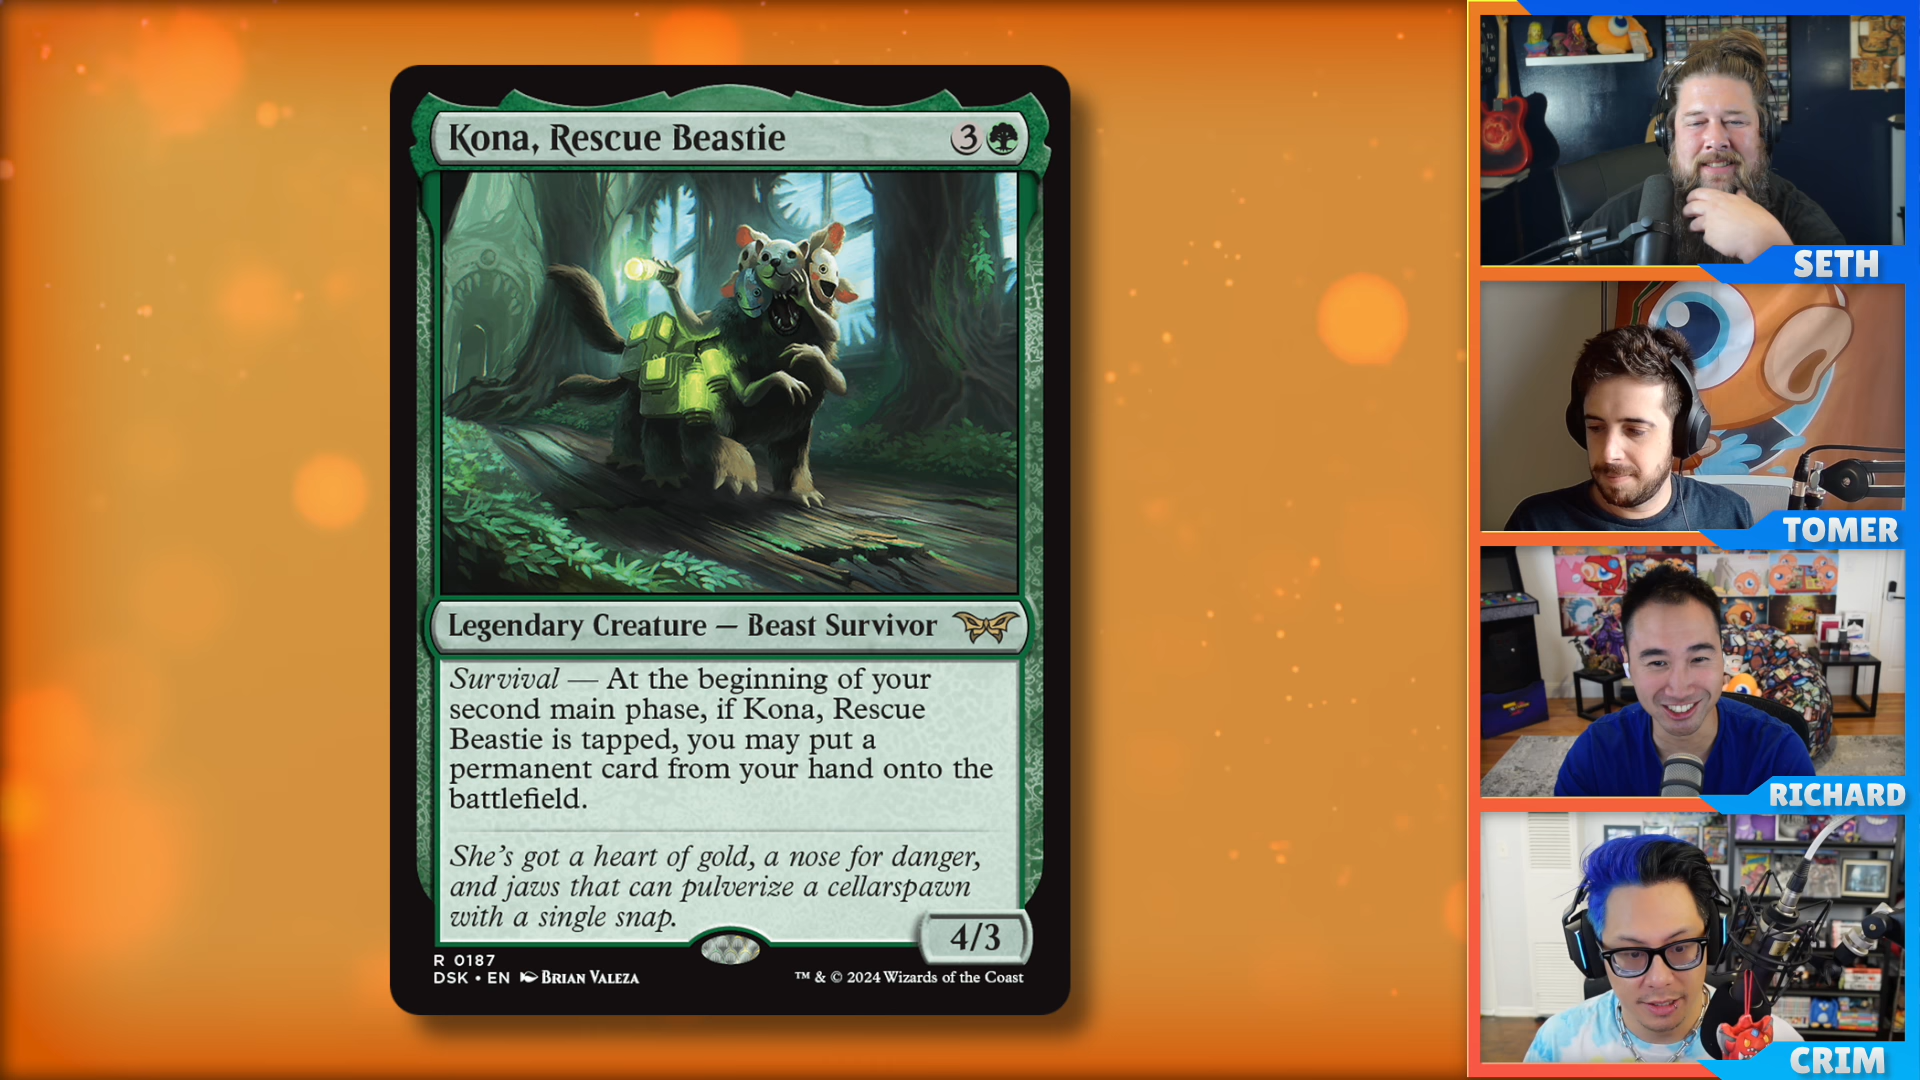 Kona, Rescue Beastie 3
Legendary Creature — Beast Survivor
Survival — At the beginning of your
second main phase, if Kona, Rescue
Beastie is tapped, you may put a
permanent card from your hand onto the
battlefield.
She's got a heart of gold, a nose for danger,
and jaws that can pulverize a cellarspawn
with a single snap.
4/3
R 0187
DSK • EN Brian Valeza
™ & © 2024 Wizards of the Coast
SETH
TOMER
RICHARD
CRIM